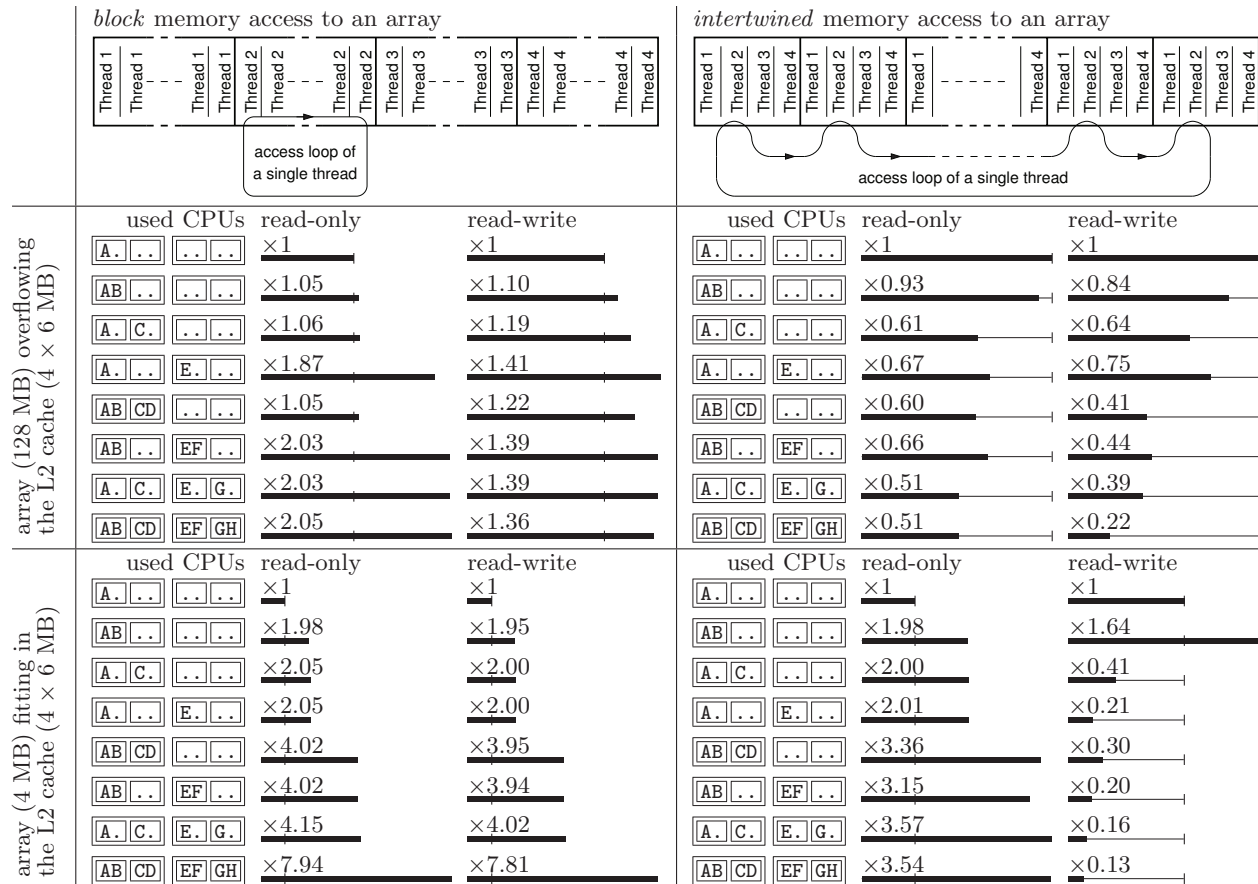 block memory access to an array
Thread 1 Thread 1 Thread 1 Thread 1 Thread 2 Thread 2 Thread 2 Thread 2 Thread 3 Thread 3 Thread 3 Thread 3 Thread 4 Thread 4 Thread 4 Thread 4
access loop of
a single thread
intertwined memory access to an array
Thread 1 Thread 2 Thread 3 Thread 4 Thread 1 Thread 2 Thread 3 Thread 4 Thread 1 Thread 4 Thread 1 Thread 2 Thread 3 Thread 4 Thread 1 Thread 2 Thread 3 Thread 4
access loop of a single thread
array (128 MB) overflowing
the L2 cache (4 × 6 MB)
used CPUs read-only read-write
A. .. .. .. ×1 ×1
AB .. .. .. ×1.05 ×1.10
A. C. .. .. ×1.06 ×1.19
A. .. E. .. ×1.87 ×1.41
AB CD .. .. ×1.05 ×1.22
AB .. EF .. ×2.03 ×1.39
A. C. E. G. ×2.03 ×1.39
AB CD EF GH ×2.05 ×1.36
used CPUs read-only read-write
A. .. .. .. ×1 ×1
AB .. .. .. ×0.93 ×0.84
A. C. .. .. ×0.61 ×0.64
A. .. E. .. ×0.67 ×0.75
AB CD .. .. ×0.60 ×0.41
AB .. EF .. ×0.66 ×0.44
A. C. E. G. ×0.51 ×0.39
AB CD EF GH ×0.51 ×0.22
array (4 MB) fitting in
the L2 cache (4 × 6 MB)
used CPUs read-only read-write
A. .. .. .. ×1 ×1
AB .. .. .. ×1.98 ×1.95
A. C. .. .. ×2.05 ×2.00
A. .. E. .. ×2.05 ×2.00
AB CD .. .. ×4.02 ×3.95
AB .. EF .. ×4.02 ×3.94
A. C. E. G. ×4.15 ×4.02
AB CD EF GH ×7.94 ×7.81
used CPUs read-only read-write
A. .. .. .. ×1 ×1
AB .. .. .. ×1.98 ×1.64
A. C. .. .. ×2.00 ×0.41
A. .. E. .. ×2.01 ×0.21
AB CD .. .. ×3.36 ×0.30
AB .. EF .. ×3.15 ×0.20
A. C. E. G. ×3.57 ×0.16
AB CD EF GH ×3.54 ×0.13